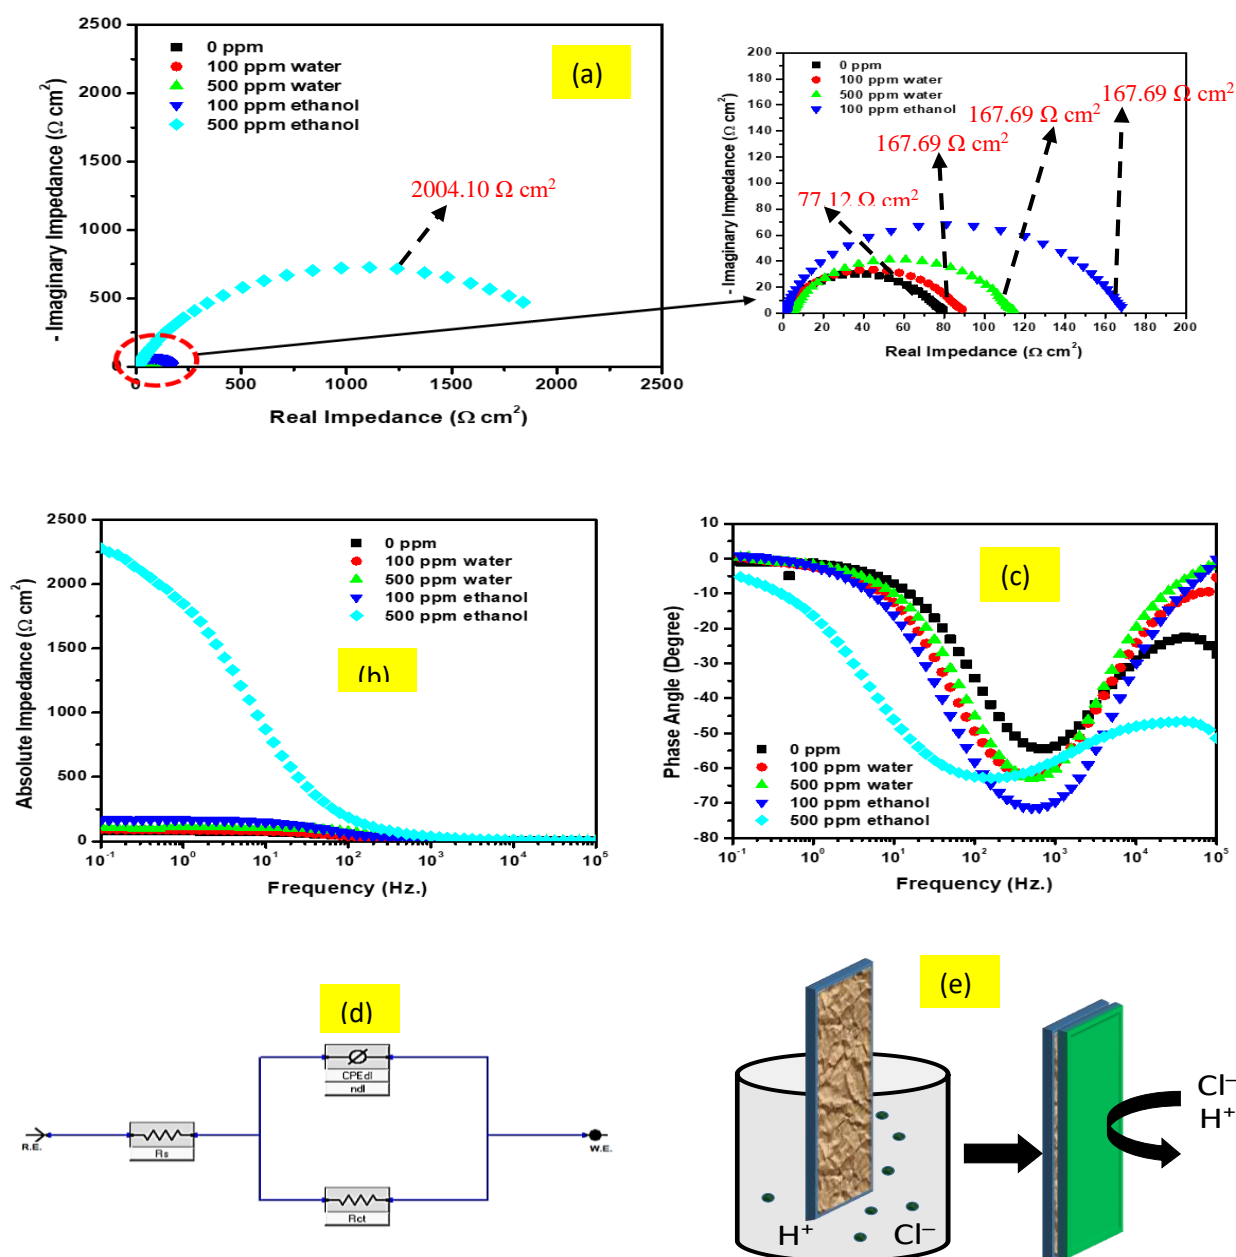 2500
2000
1500
1000
500
0
0 ppm
100 ppm water
500 ppm water
100 ppm ethanol
500 ppm ethanol
(a)
2004.10 Ω cm²
- Imaginary Impedance (Ω cm²)
0 500 1000 1500 2000 2500
Real Impedance (Ω cm²)
200
180
160
140
120
100
80
60
40
20
0
0 ppm
100 ppm water
500 ppm water
100 ppm ethanol
167.69 Ω cm²
167.69 Ω cm²
167.69 Ω cm²
77.12 Ω cm²
- Imaginary Impedance (Ω cm²)
0 20 40 60 80 100 120 140 160 180 200
Real Impedance (Ω cm²)
2500
2000
1500
1000
500
0
0 ppm
100 ppm water
500 ppm water
100 ppm ethanol
500 ppm ethanol
(b)
Absolute Impedance (Ω cm²)
10⁻¹ 10⁰ 10¹ 10² 10³ 10⁴ 10⁵
Frequency (Hz.)
10
0
-10
-20
-30
-40
-50
-60
-70
-80
(c)
0 ppm
100 ppm water
500 ppm water
100 ppm ethanol
500 ppm ethanol
Phase Angle (Degree)
10⁻¹ 10⁰ 10¹ 10² 10³ 10⁴ 10⁵
Frequency (Hz.)
(d)
CPEdl
ndl
R.E.
Rs
W.E.
Rct
(e)
H⁺ Cl⁻
Cl⁻
H⁺